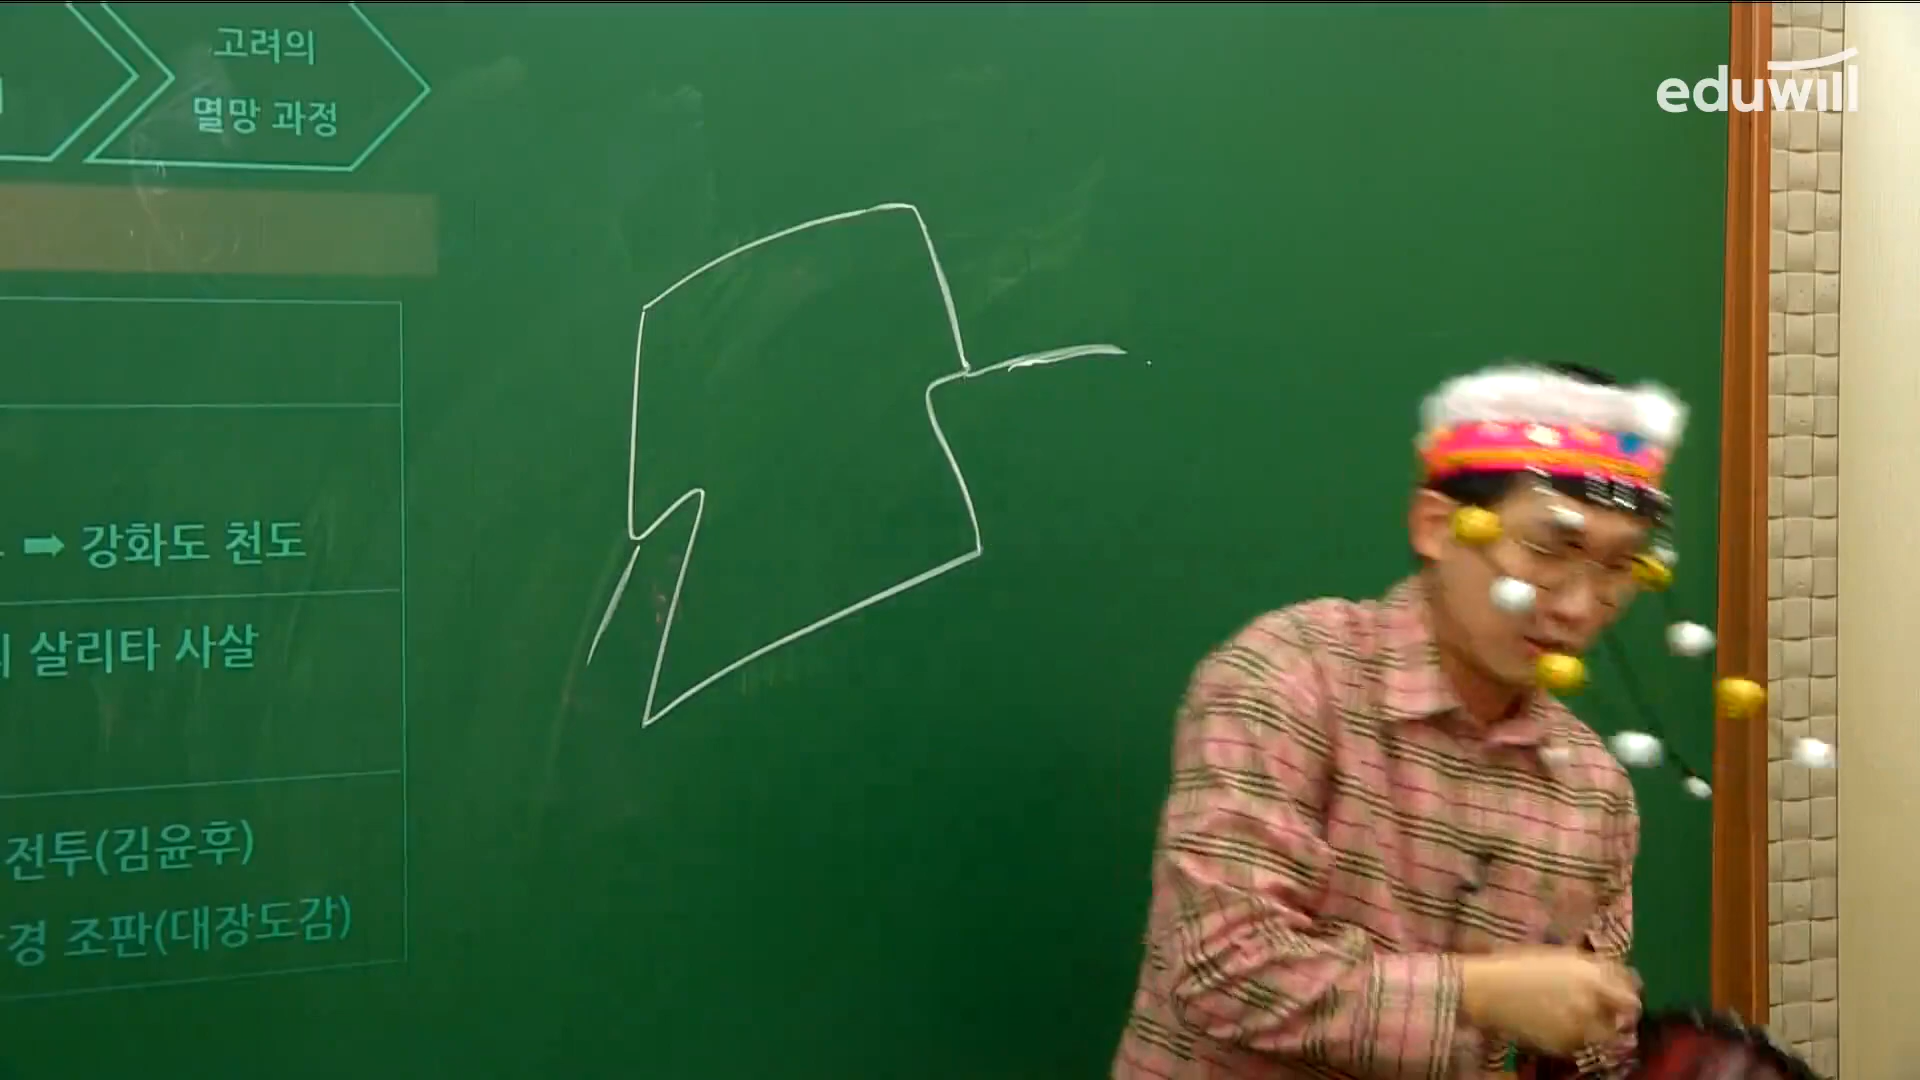 고려의
멸망 과정
eduwill
➡ 강화도 천도
살리타 사살
전투(김윤후)
경 조판(대장도감)